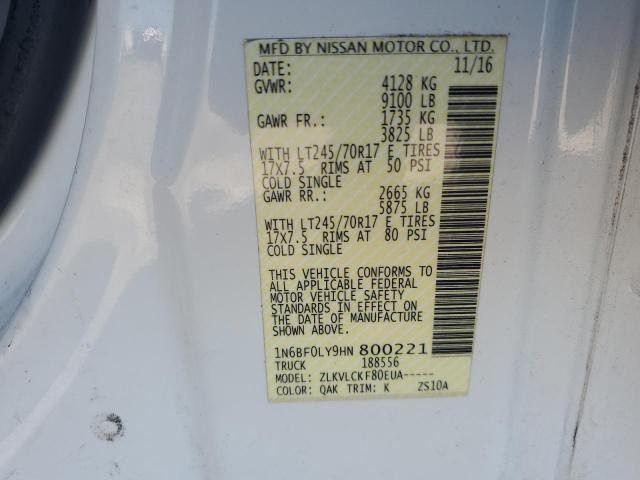 MFD BY NISSAN MOTOR CO., LTD.
DATE: 11/16
GVWR: 4128 KG
9100 LB
GAWR FR.: 1735 KG
3825 LB
WITH LT245/70R17 E TIRES
17X7.5 RIMS AT 50 PSI
COLD SINGLE
GAWR RR.: 2665 KG
5875 LB
WITH LT245/70R17 E TIRES
17X7.5 RIMS AT 80 PSI
COLD SINGLE
THIS VEHICLE CONFORMS TO
ALL APPLICABLE FEDERAL
MOTOR VEHICLE SAFETY
STANDARDS IN EFFECT ON
THE DATE OF MANUFACTURE
SHOWN ABOVE.
1N6BF0LY9HN 800221
TRUCK 188556
MODEL: ZLKVLCKF80EUA-----
COLOR: QAK TRIM: K ZS10A